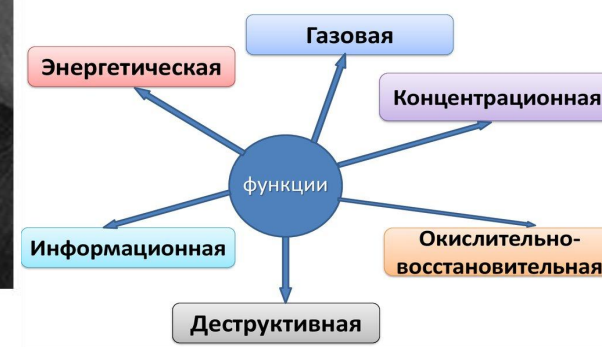 Газовая
Энергетическая
Концентрационная
функции
Информационная
Окислительно-
восстановительная
Деструктивная